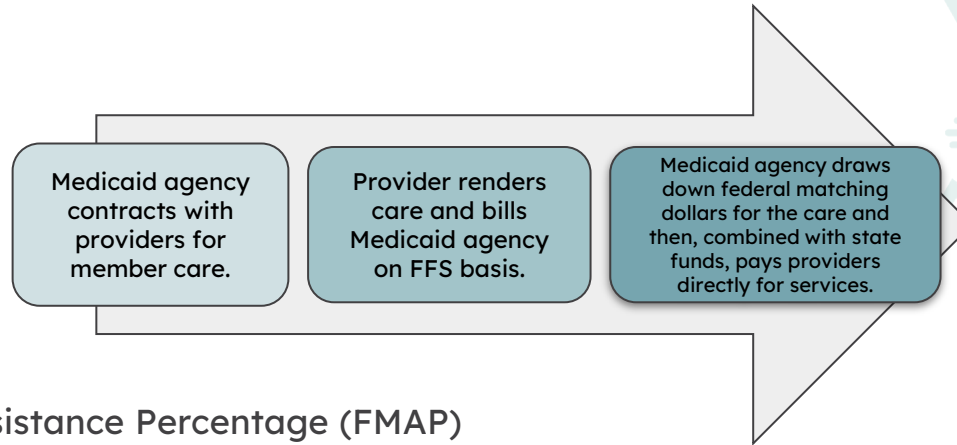 Medicaid agency
contracts with
providers for
member care.
Provider renders
care and bills
Medicaid agency
on FFS basis.
Medicaid agency draws
down federal matching
dollars for the care and
then, combined with state
funds, pays providers
directly for services.
sistance Percentage (FMAP)